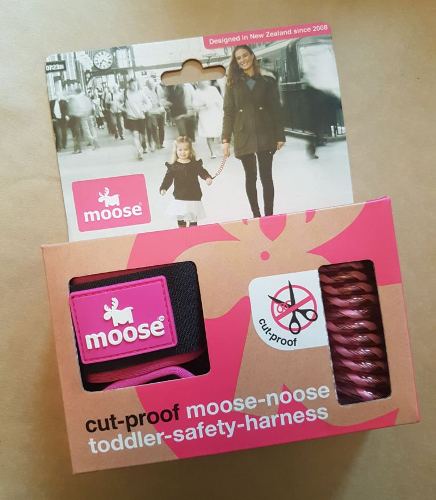 Designed in New Zealand since 2008
moose®
moose®
cut-proof
cut-proof moose-noose
toddler-safety-harness